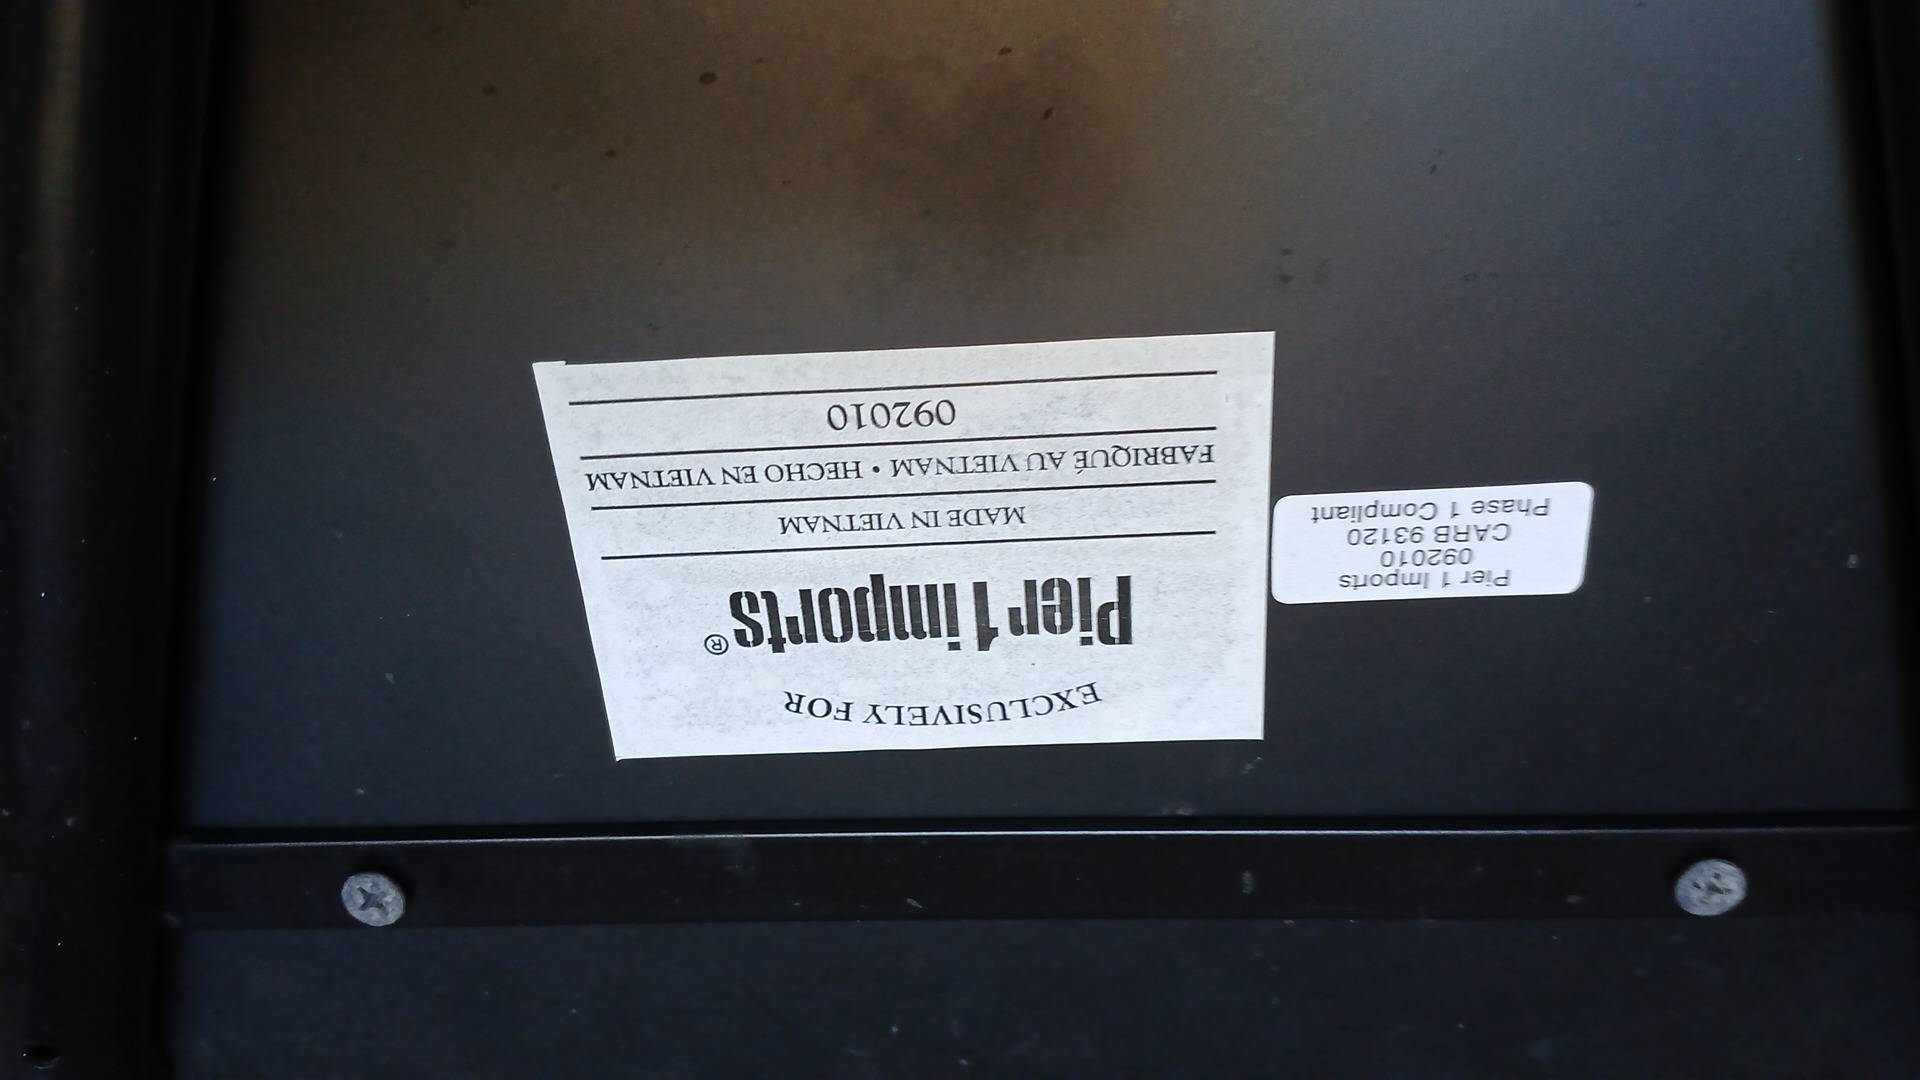 EXCLUSIVELY FOR
Pier 1 imports®
MADE IN VIETNAM
FABRIQUÉ AU VIETNAM • HECHO EN VIETNAM
092010
Pier 1 Imports
092010
CARB 93120
Phase 1 Compliant